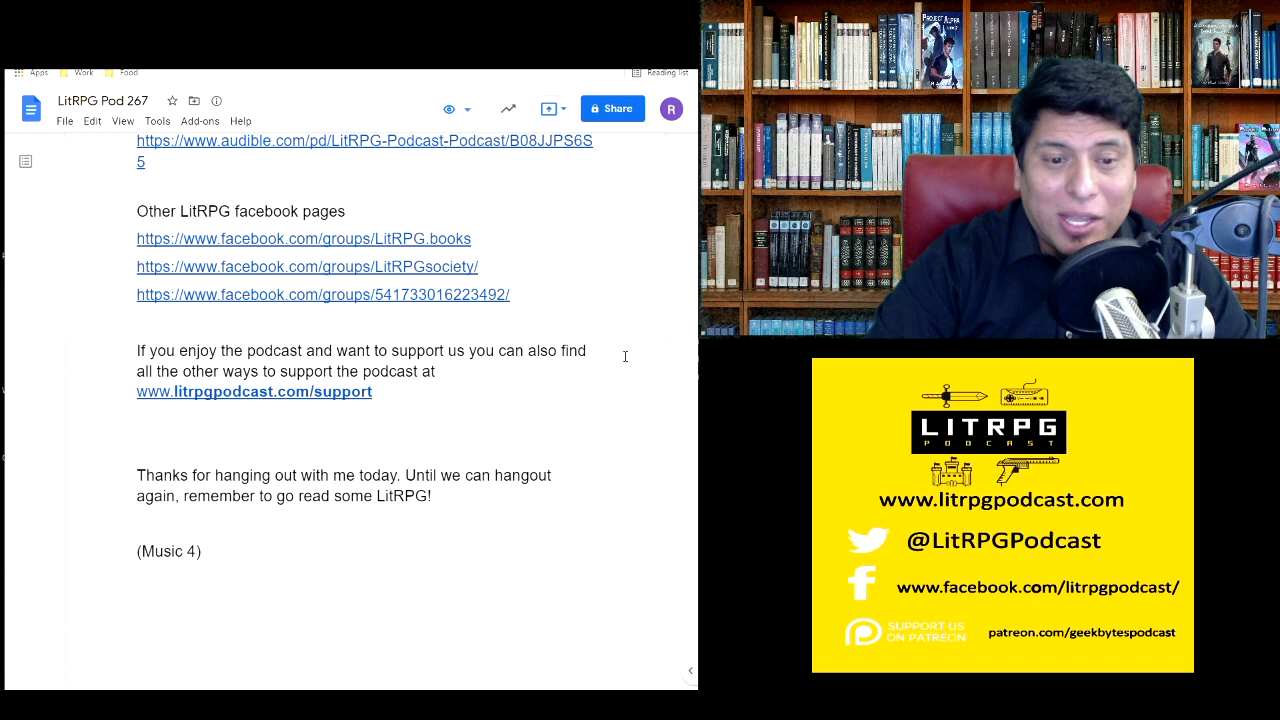 Apps Work Food
Reading list
LitRPG Pod 267
Share
R
File Edit View Tools Add-ons Help
https://www.audible.com/pd/LitRPG-Podcast-Podcast/B08JJPS6S
5
Other LitRPG facebook pages
https://www.facebook.com/groups/LitRPG.books
https://www.facebook.com/groups/LitRPGsociety/
https://www.facebook.com/groups/541733016223492/
If you enjoy the podcast and want to support us you can also find
all the other ways to support the podcast at
www.litrpgpodcast.com/support
Thanks for hanging out with me today. Until we can hangout
again, remember to go read some LitRPG!
(Music 4)
PROJECT ALPHA
LITRPG
PODCAST
www.litrpgpodcast.com
@LitRPGPodcast
www.facebook.com/litrpgpodcast/
SUPPORT US
ON PATREON
patreon.com/geekbytespodcast